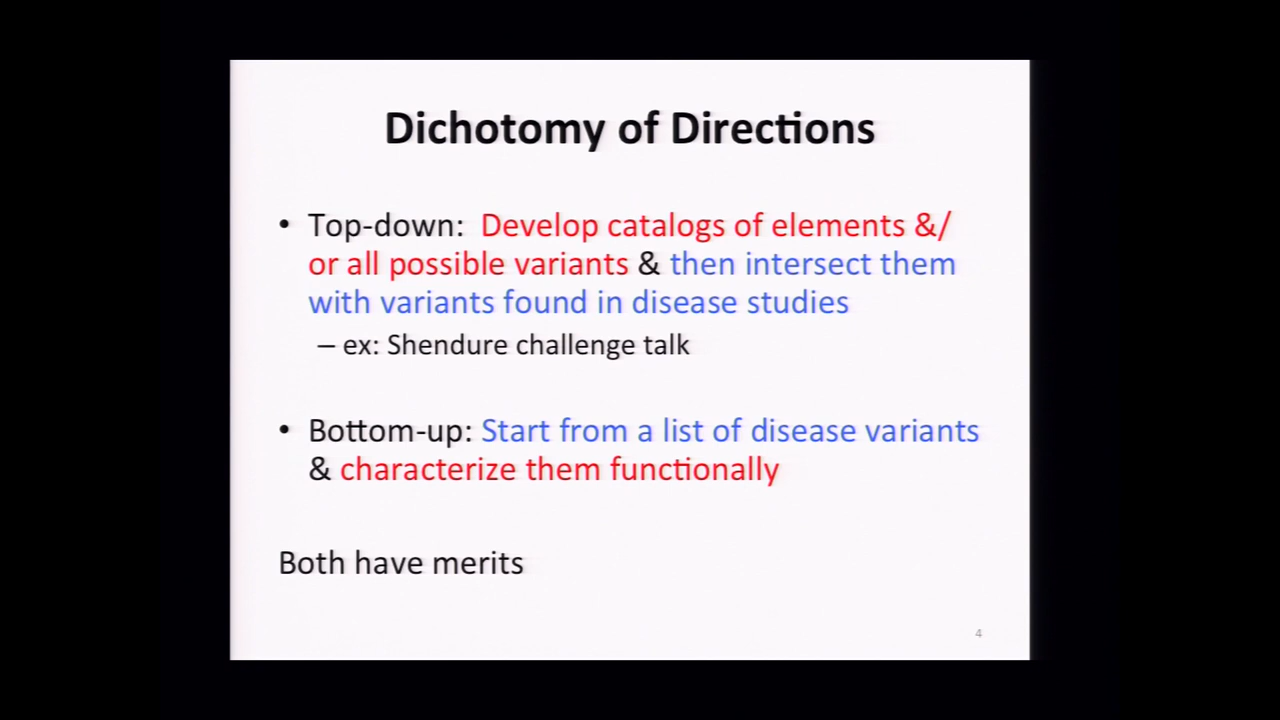 Dichotomy of Directions
• Top-down: Develop catalogs of elements &/
or all possible variants & then intersect them
with variants found in disease studies
– ex: Shendure challenge talk
• Bottom-up: Start from a list of disease variants
& characterize them functionally
Both have merits
4